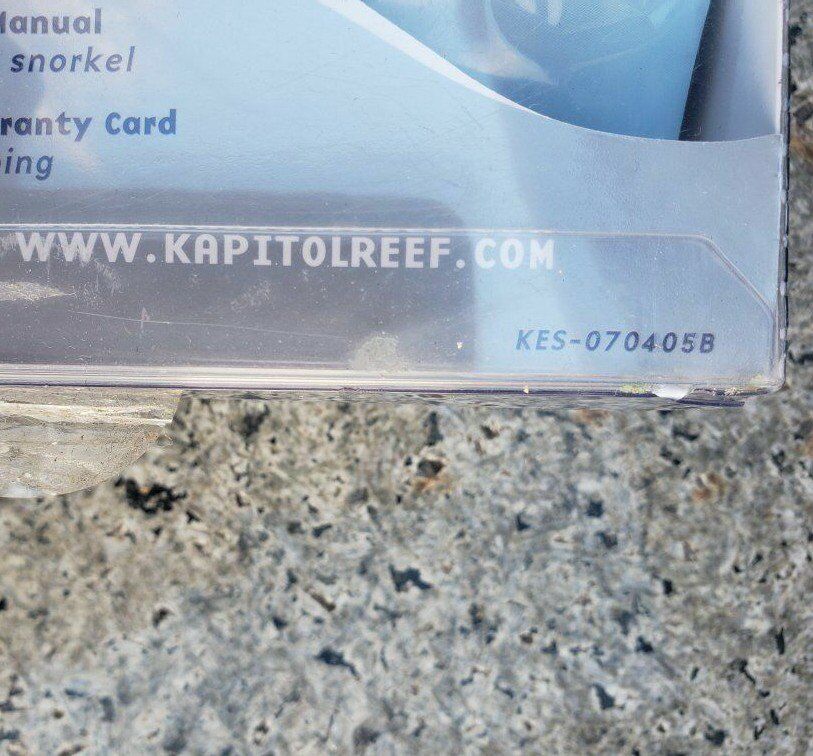 Manual
snorkel
ranty Card
ing
WWW.KAPITOLREEF.COM
KES-070405B